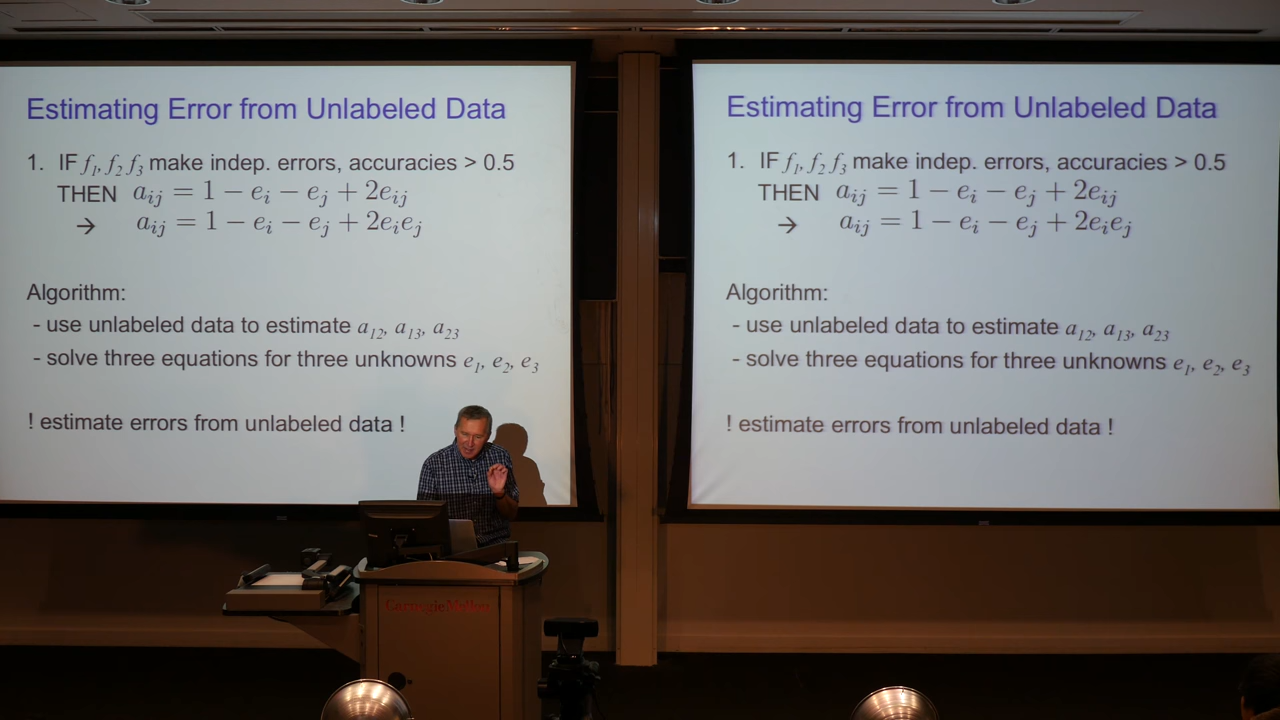 Estimating Error from Unlabeled Data
1. IF f₁, f₂ f₃ make indep. errors, accuracies > 0.5
THEN aᵢⱼ = 1 − eᵢ − eⱼ + 2eᵢⱼ
→ aᵢⱼ = 1 − eᵢ − eⱼ + 2eᵢeⱼ
Algorithm:
- use unlabeled data to estimate a₁₂, a₁₃, a₂₃
- solve three equations for three unknowns e₁, e₂, e₃
! estimate errors from unlabeled data !
Estimating Error from Unlabeled Data
1. IF f₁, f₂ f₃ make indep. errors, accuracies > 0.5
THEN aᵢⱼ = 1 − eᵢ − eⱼ + 2eᵢⱼ
→ aᵢⱼ = 1 − eᵢ − eⱼ + 2eᵢeⱼ
Algorithm:
- use unlabeled data to estimate a₁₂, a₁₃, a₂₃
- solve three equations for three unknowns e₁, e₂, e₃
! estimate errors from unlabeled data !
Carnegie Mellon